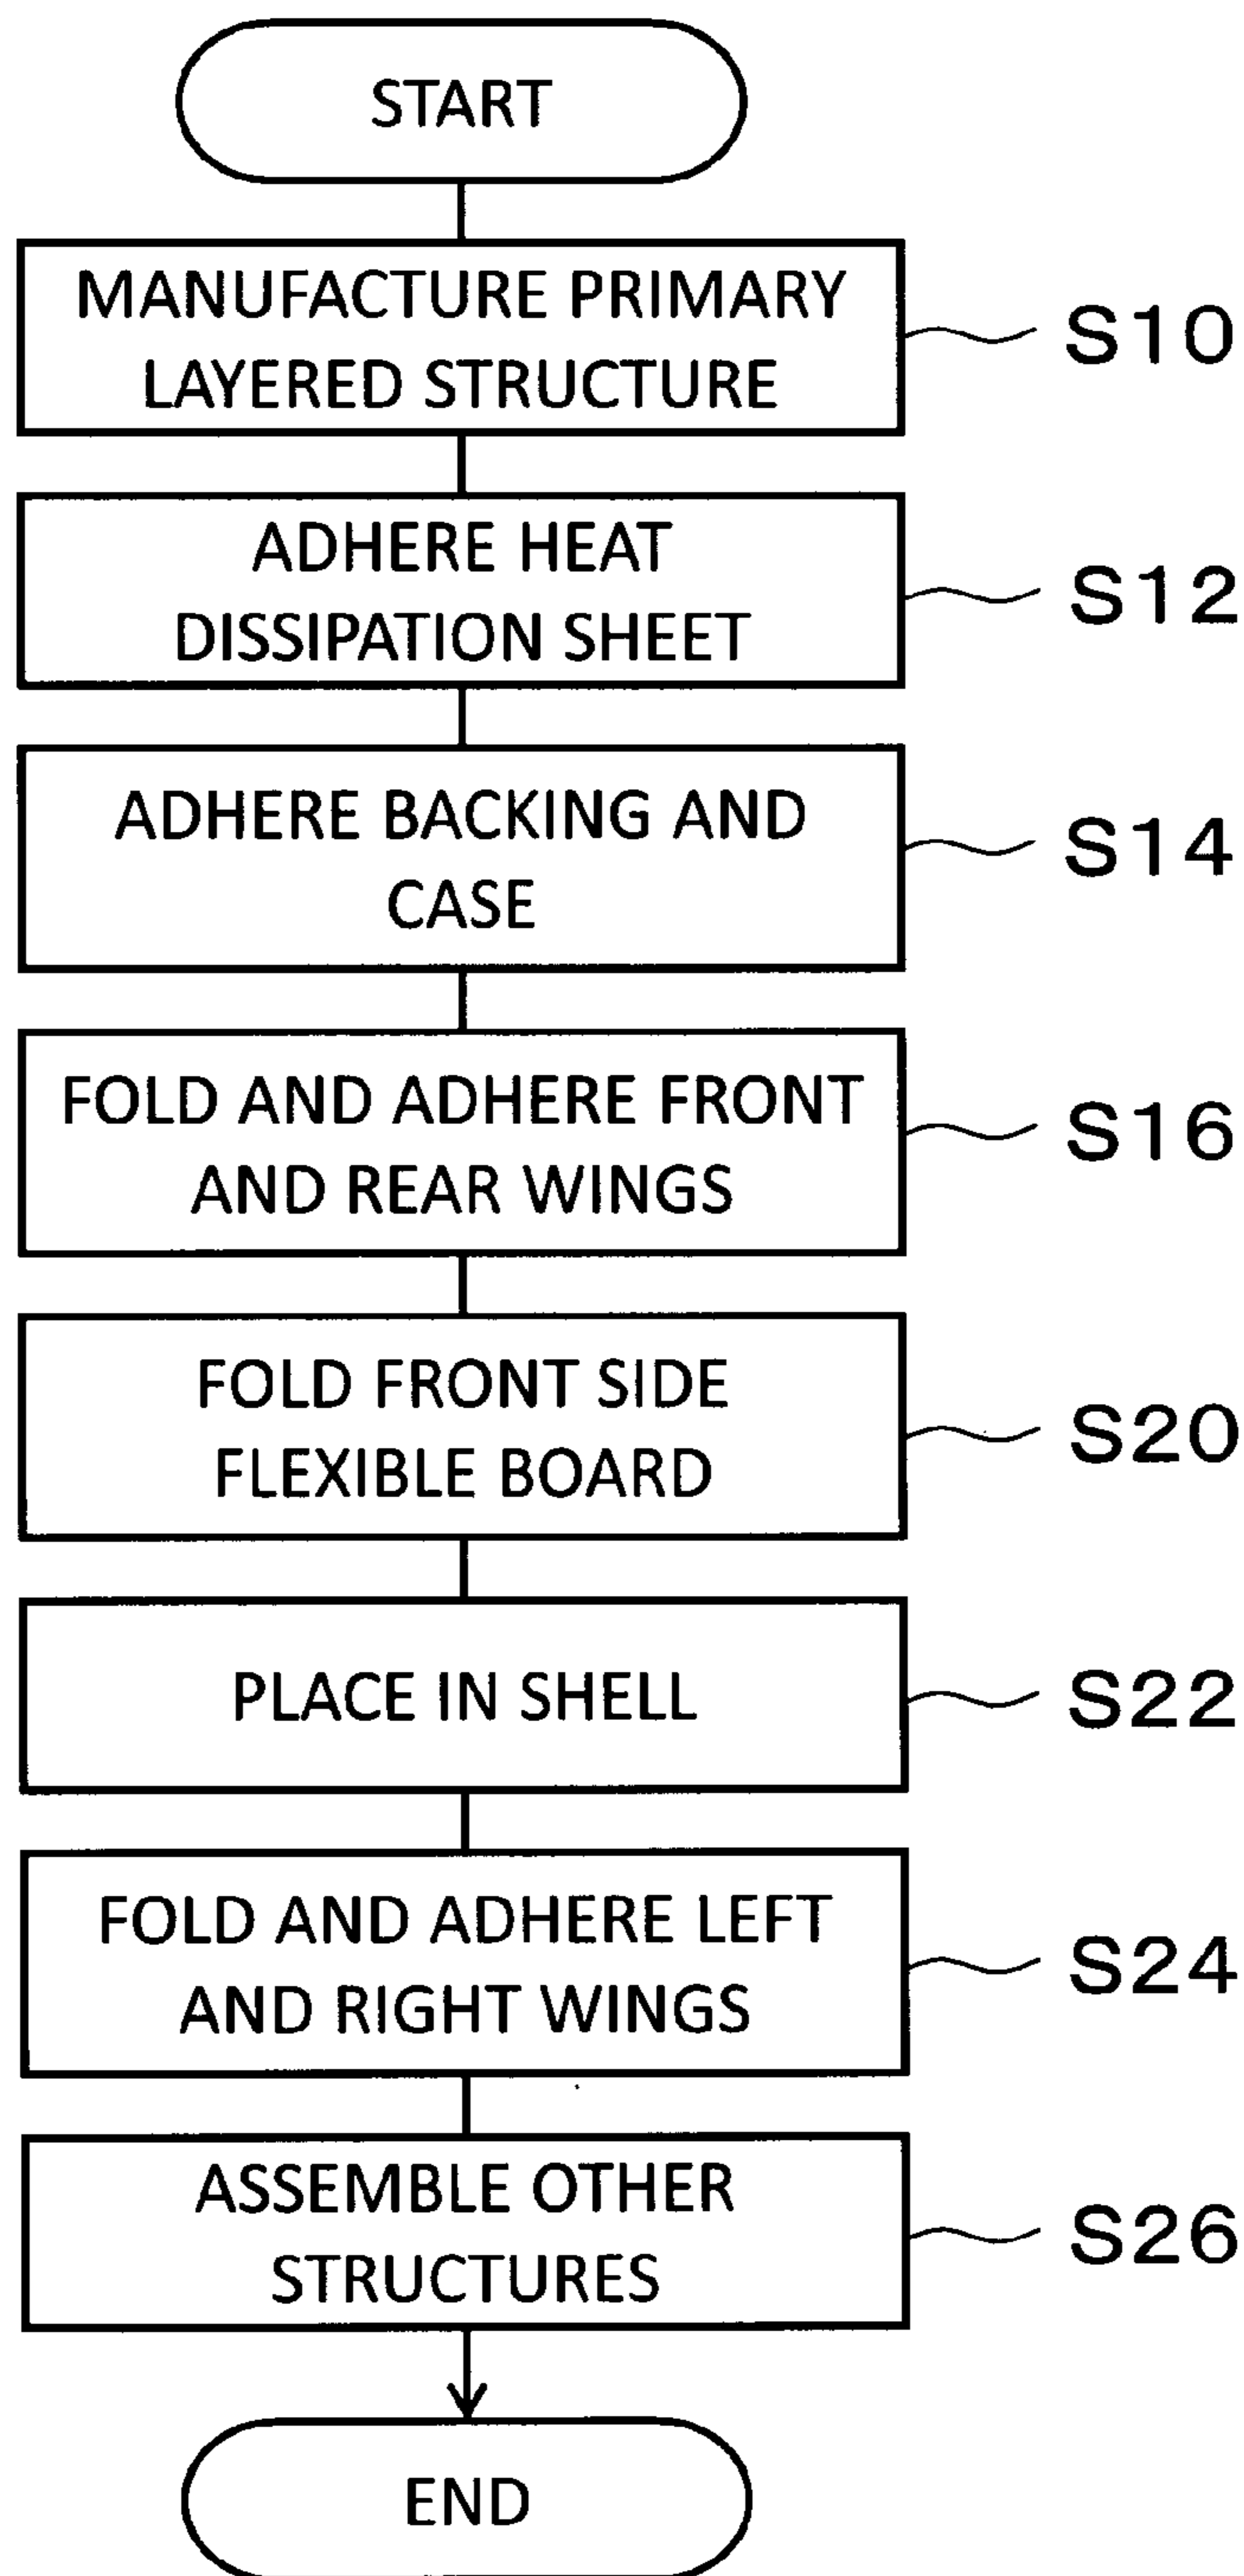 START
MANUFACTURE PRIMARY
LAYERED STRUCTURE
S10
ADHERE HEAT
DISSIPATION SHEET
S12
ADHERE BACKING AND
CASE
S14
FOLD AND ADHERE FRONT
AND REAR WINGS
S16
FOLD FRONT SIDE
FLEXIBLE BOARD
S20
PLACE IN SHELL
S22
FOLD AND ADHERE LEFT
AND RIGHT WINGS
S24
ASSEMBLE OTHER
STRUCTURES
S26
END